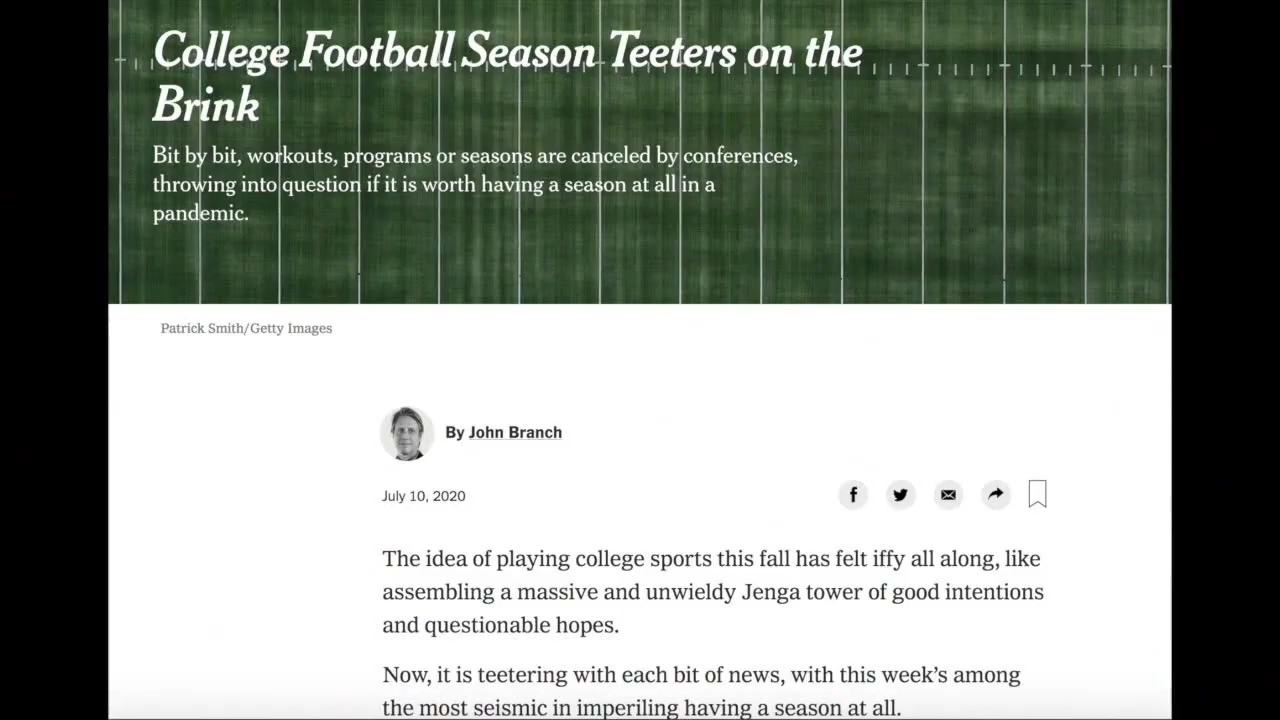 College Football Season Teeters on the
Brink
Bit by bit, workouts, programs or seasons are canceled by conferences,
throwing into question if it is worth having a season at all in a
pandemic.
Patrick Smith/Getty Images
By John Branch
July 10, 2020
The idea of playing college sports this fall has felt iffy all along, like
assembling a massive and unwieldy Jenga tower of good intentions
and questionable hopes.
Now, it is teetering with each bit of news, with this week’s among
the most seismic in imperiling having a season at all.